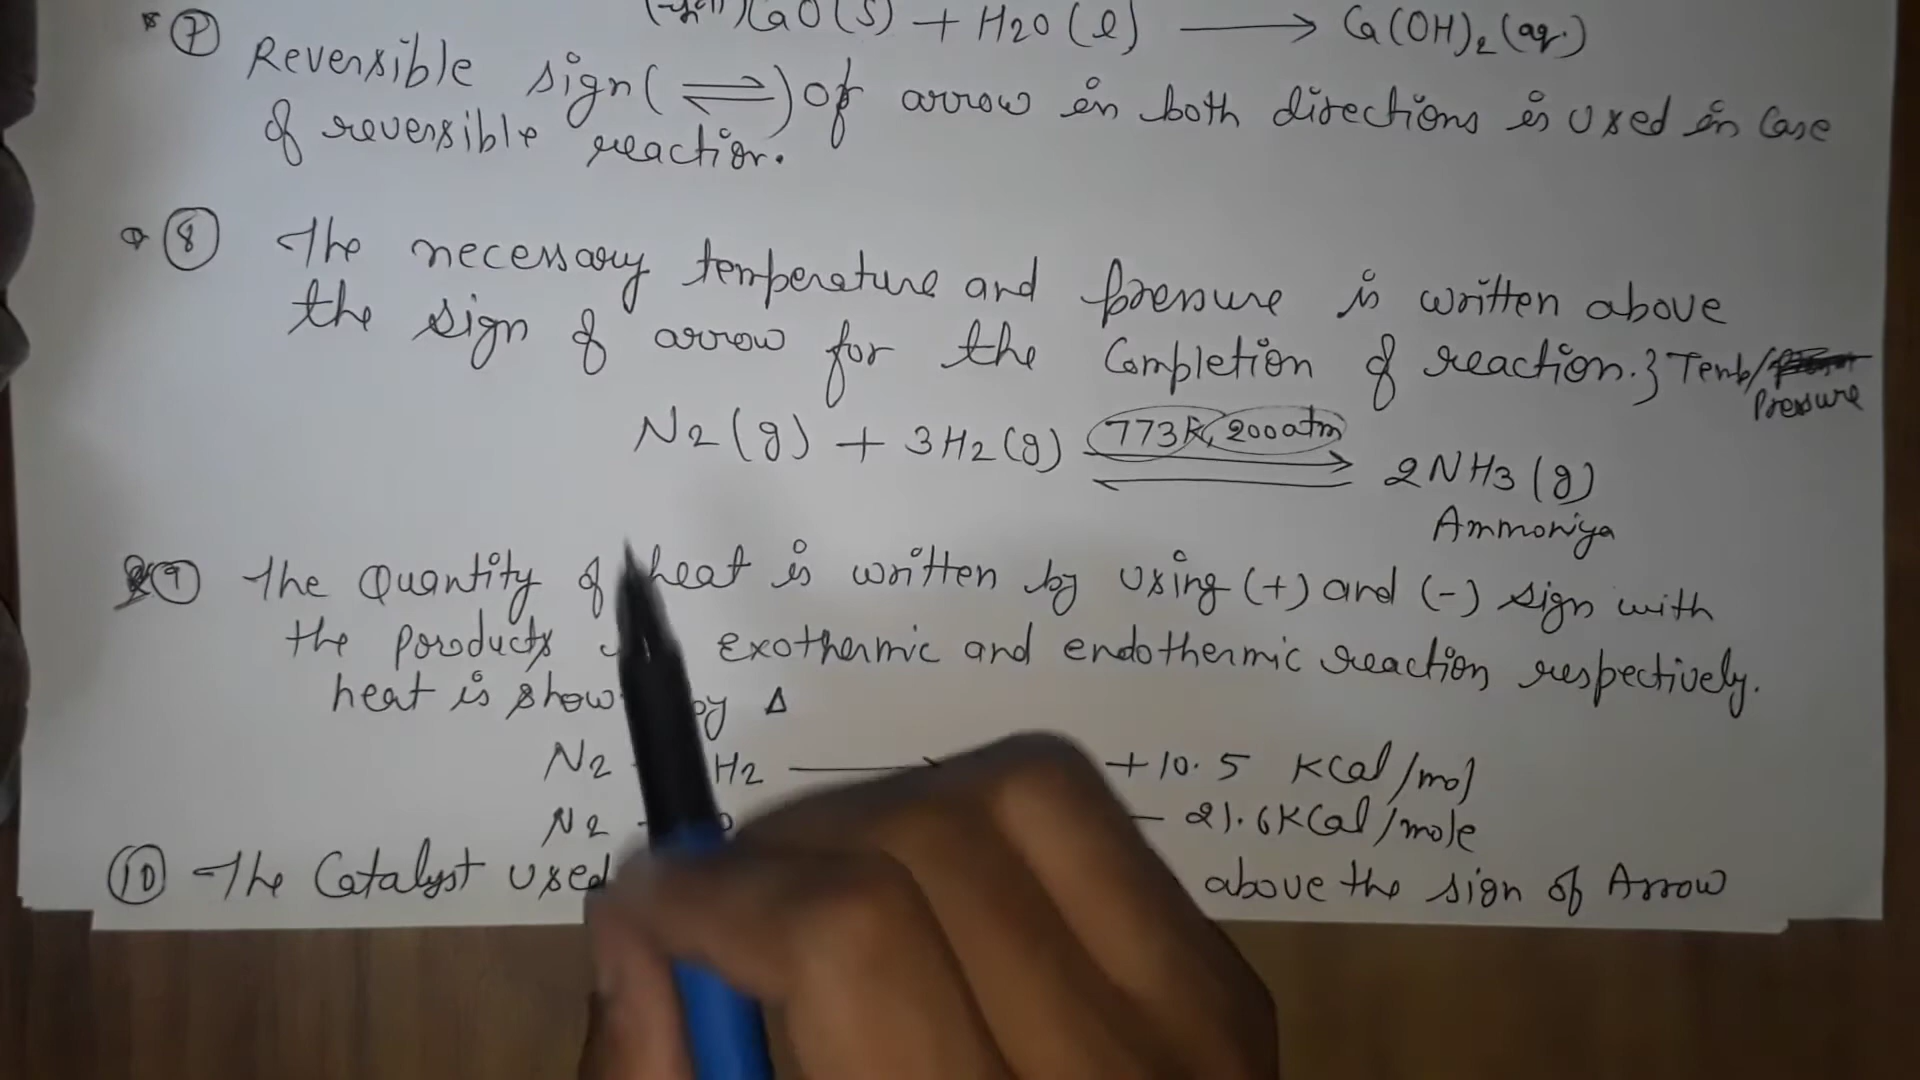 CaO(s) + H2O(l) ⟶ Ca(OH)2(aq.)
7 Reversible sign(⇌) of arrow in both directions is used in case
of reversible reaction.
8 The necessary temperature and pressure is written above
the sign of arrow for the Completion of reaction.} Temp/
Pressure
N2(g) + 3H2(g) ⇌ 2NH3(g)
773K, 200atm
Ammoniya
9 The Quantity of heat is written by using (+) and (-) sign with
the products exothermic and endothermic reaction respectively.
heat is show by Δ
N2 H2 ⟶ +10.5 KCal/mol
N2 - 21.6KCal/mole
10 The Catalyst used above the sign of Arrow